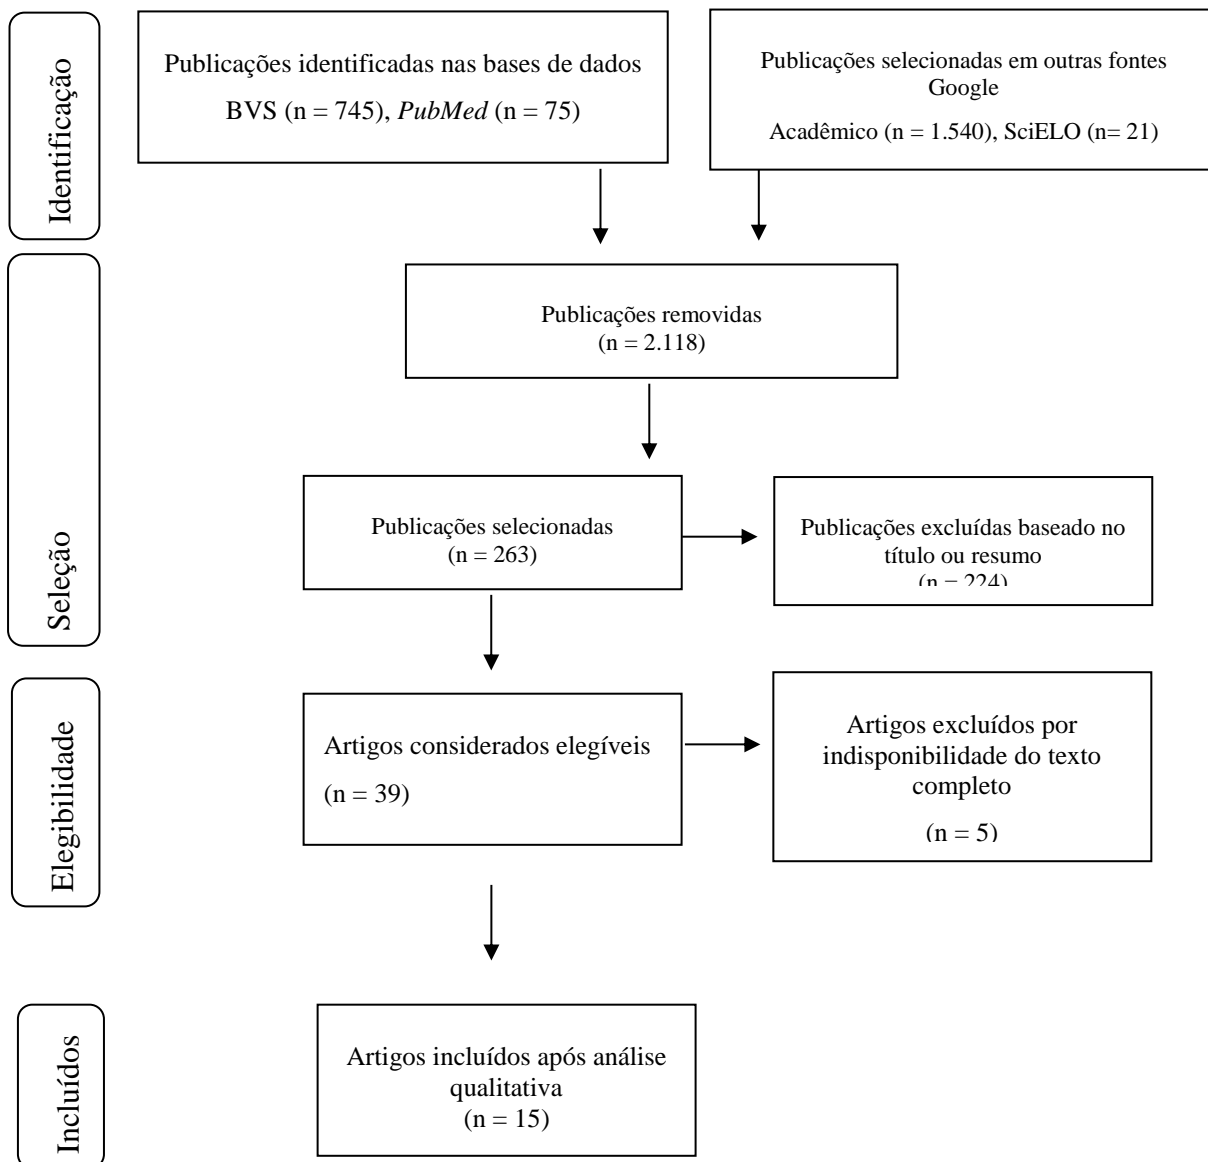 Identificação
Publicações identificadas nas bases de dados
BVS (n = 745), PubMed (n = 75)
Publicações selecionadas em outras fontes
Google
Acadêmico (n = 1.540), SciELO (n= 21)
Seleção
Publicações removidas
(n = 2.118)
Publicações selecionadas
(n = 263)
Publicações excluídas baseado no
título ou resumo
(n = 224)
Elegibilidade
Artigos considerados elegíveis
(n = 39)
Artigos excluídos por
indisponibilidade do texto
completo
(n = 5)
Incluídos
Artigos incluídos após análise
qualitativa
(n = 15)